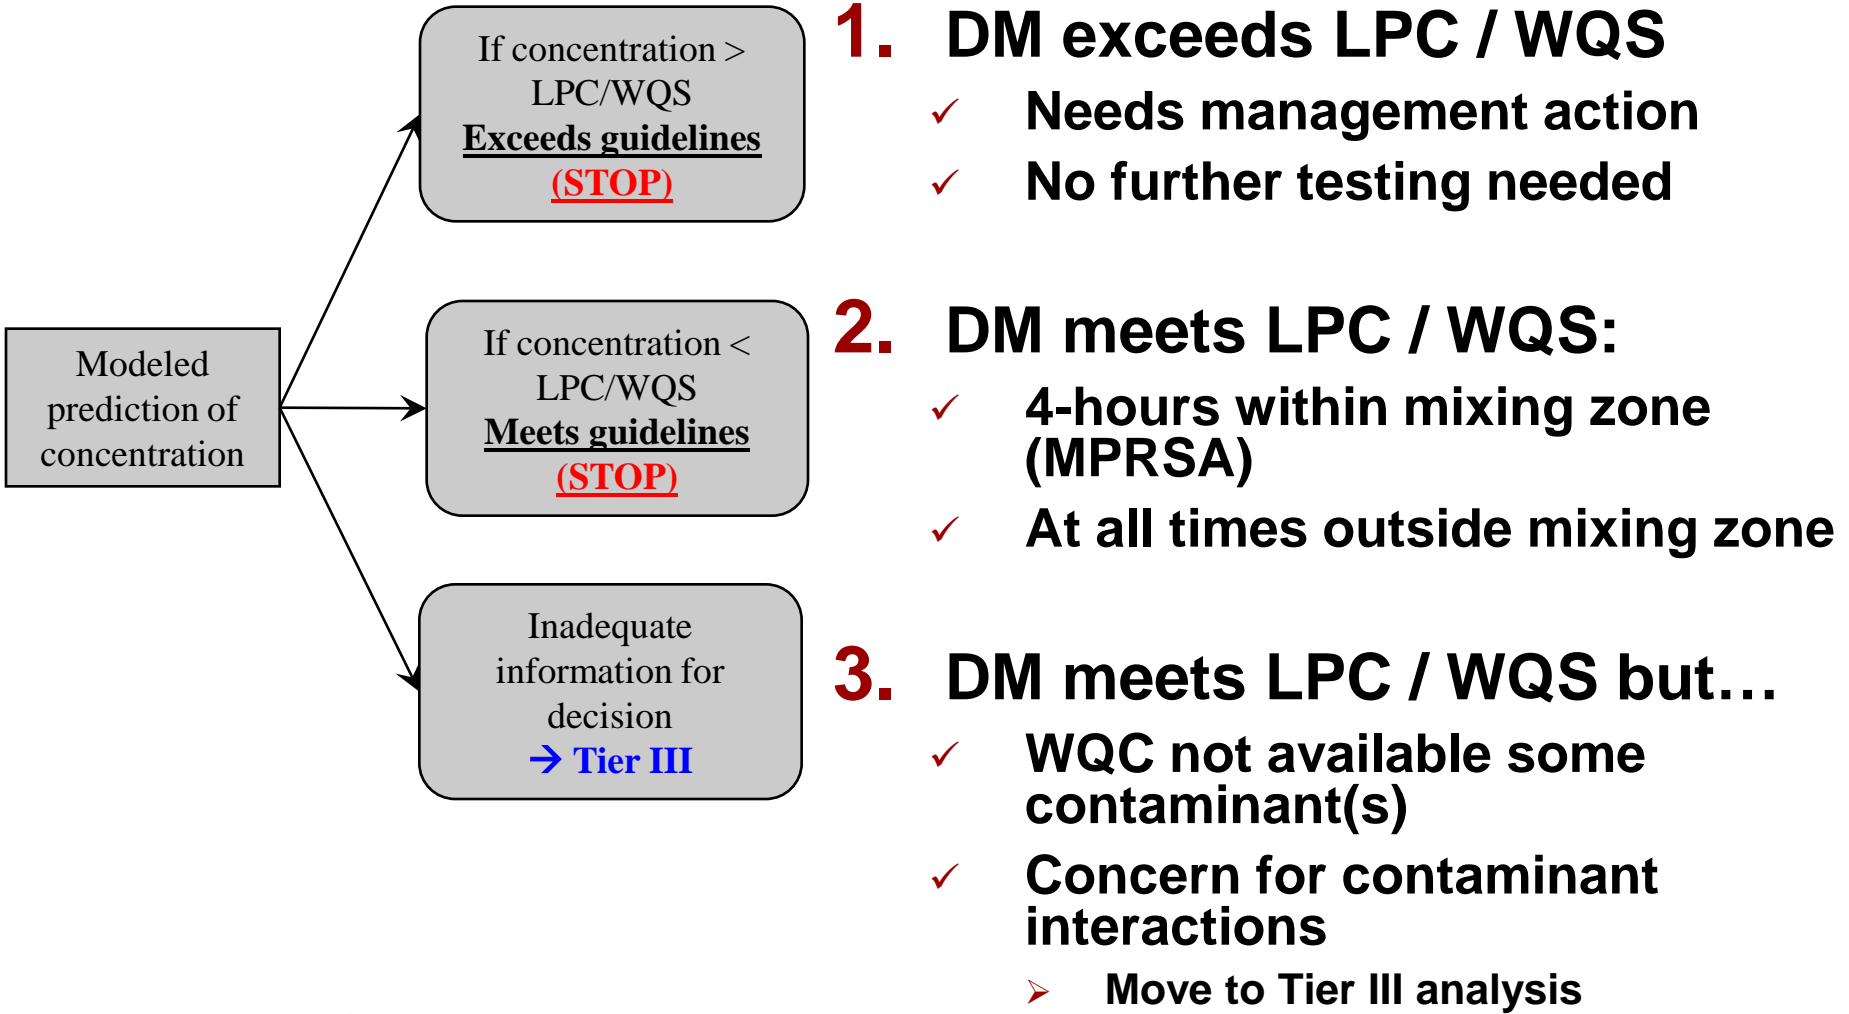 Modeled
prediction of
concentration
If concentration >
LPC/WQS
Exceeds guidelines
(STOP)
If concentration <
LPC/WQS
Meets guidelines
(STOP)
Inadequate
information for
decision
→ Tier III
1. DM exceeds LPC / WQS
✓ Needs management action
✓ No further testing needed
2. DM meets LPC / WQS:
✓ 4-hours within mixing zone
(MPRSA)
✓ At all times outside mixing zone
3. DM meets LPC / WQS but…
✓ WQC not available some
contaminant(s)
✓ Concern for contaminant
interactions
➢ Move to Tier III analysis